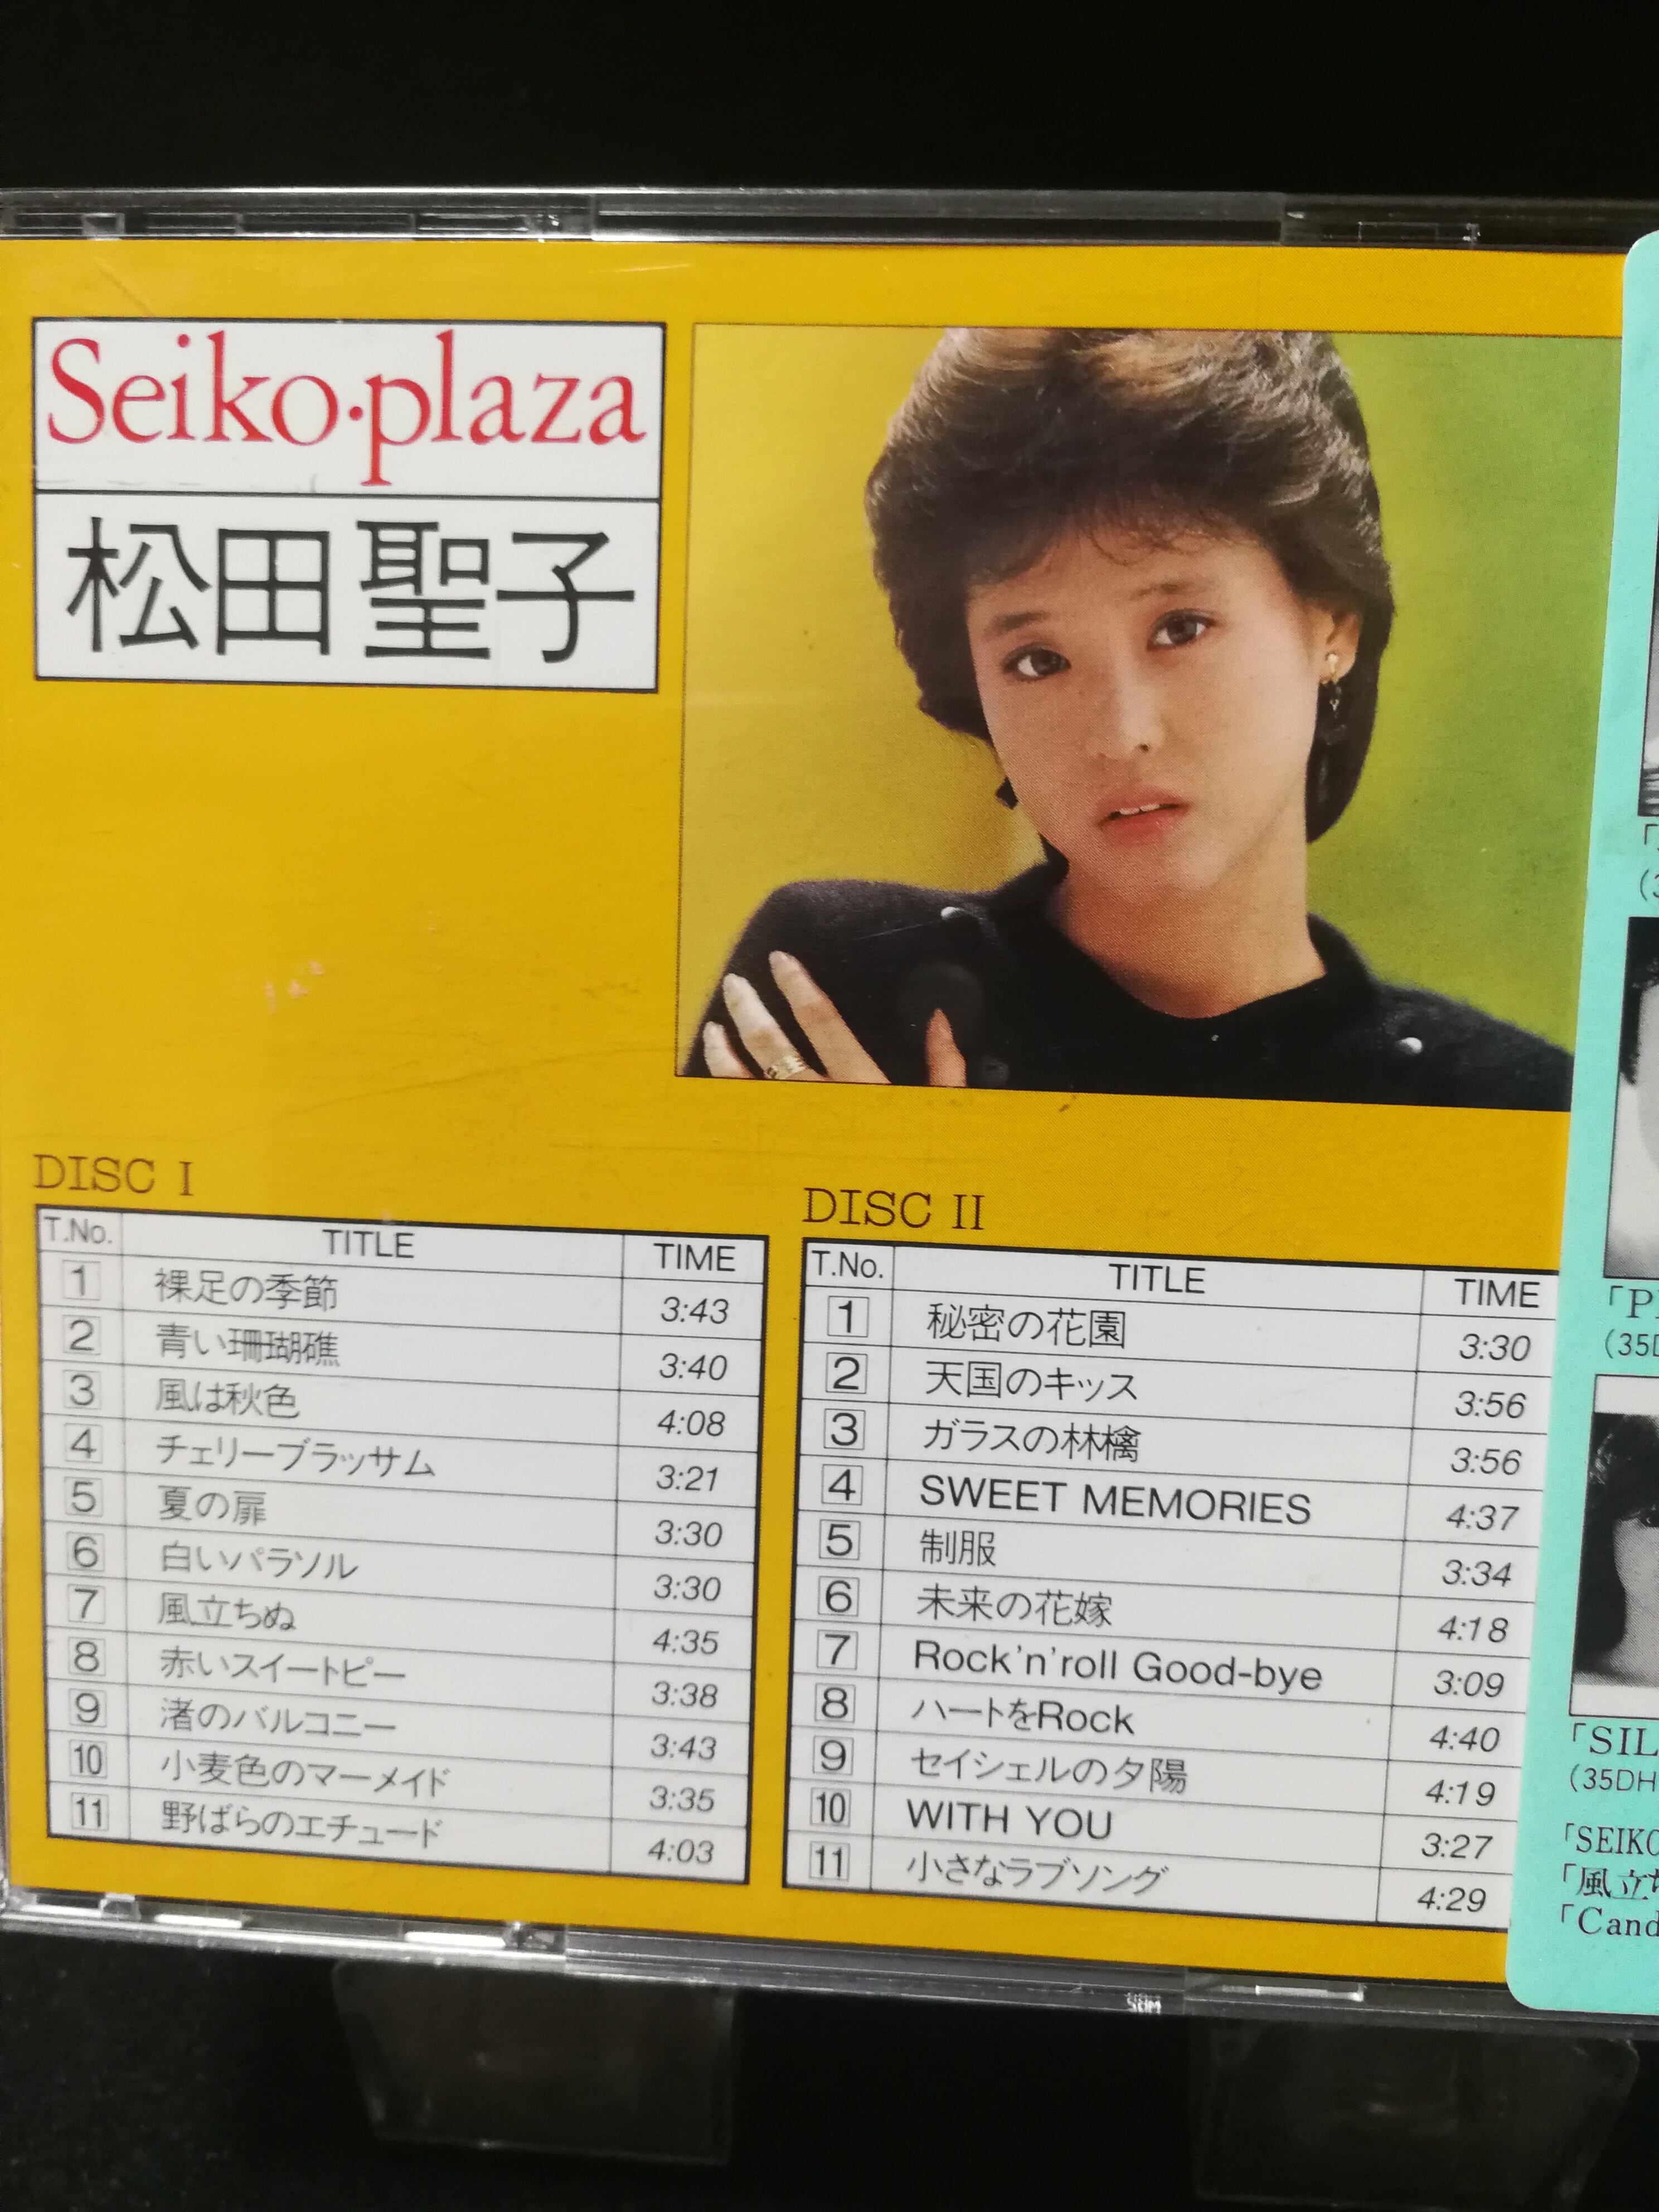 Seiko・plaza
松田聖子
DISC I
T.No. TITLE TIME
1 裸足の季節 3:43
2 青い珊瑚礁 3:40
3 風は秋色 4:08
4 チェリーブラッサム 3:21
5 夏の扉 3:30
6 白いパラソル 3:30
7 風立ちぬ 4:35
8 赤いスイートピー 3:38
9 渚のバルコニー 3:43
10 小麦色のマーメイド 3:35
11 野ばらのエチュード 4:03
DISC II
T.No. TITLE TIME
1 秘密の花園 3:30
2 天国のキッス 3:56
3 ガラスの林檎 3:56
4 SWEET MEMORIES 4:37
5 制服 3:34
6 未来の花嫁 4:18
7 Rock'n'roll Good-bye 3:09
8 ハートをRock 4:40
9 セイシェルの夕陽 4:19
10 WITH YOU 3:27
11 小さなラブソング 4:29
「SIL
(35DH
「SEIKO
「風立ち
「Cand